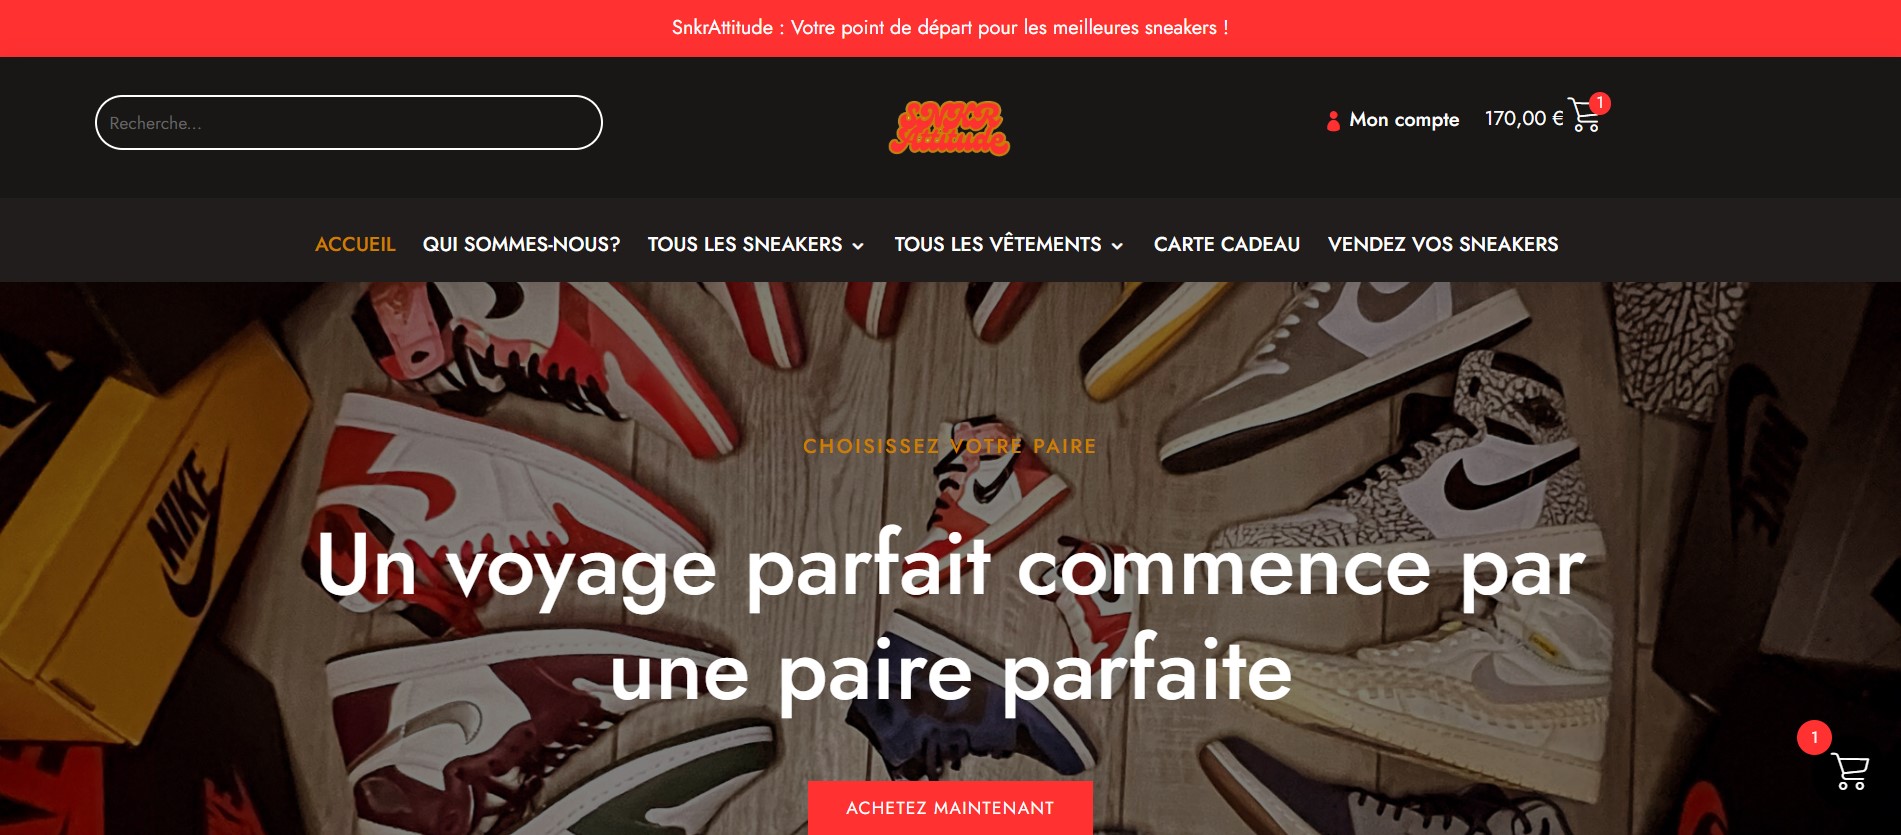 SnkrAttitude : Votre point de départ pour les meilleures sneakers !
Recherche...
SNKR
Attitude
Mon compte
170,00 €
1
ACCUEIL
QUI SOMMES-NOUS?
TOUS LES SNEAKERS
TOUS LES VÊTEMENTS
CARTE CADEAU
VENDEZ VOS SNEAKERS
NIKE
CHOISISSEZ VOTRE PAIRE
Un voyage parfait commence par
une paire parfaite
1
ACHETEZ MAINTENANT